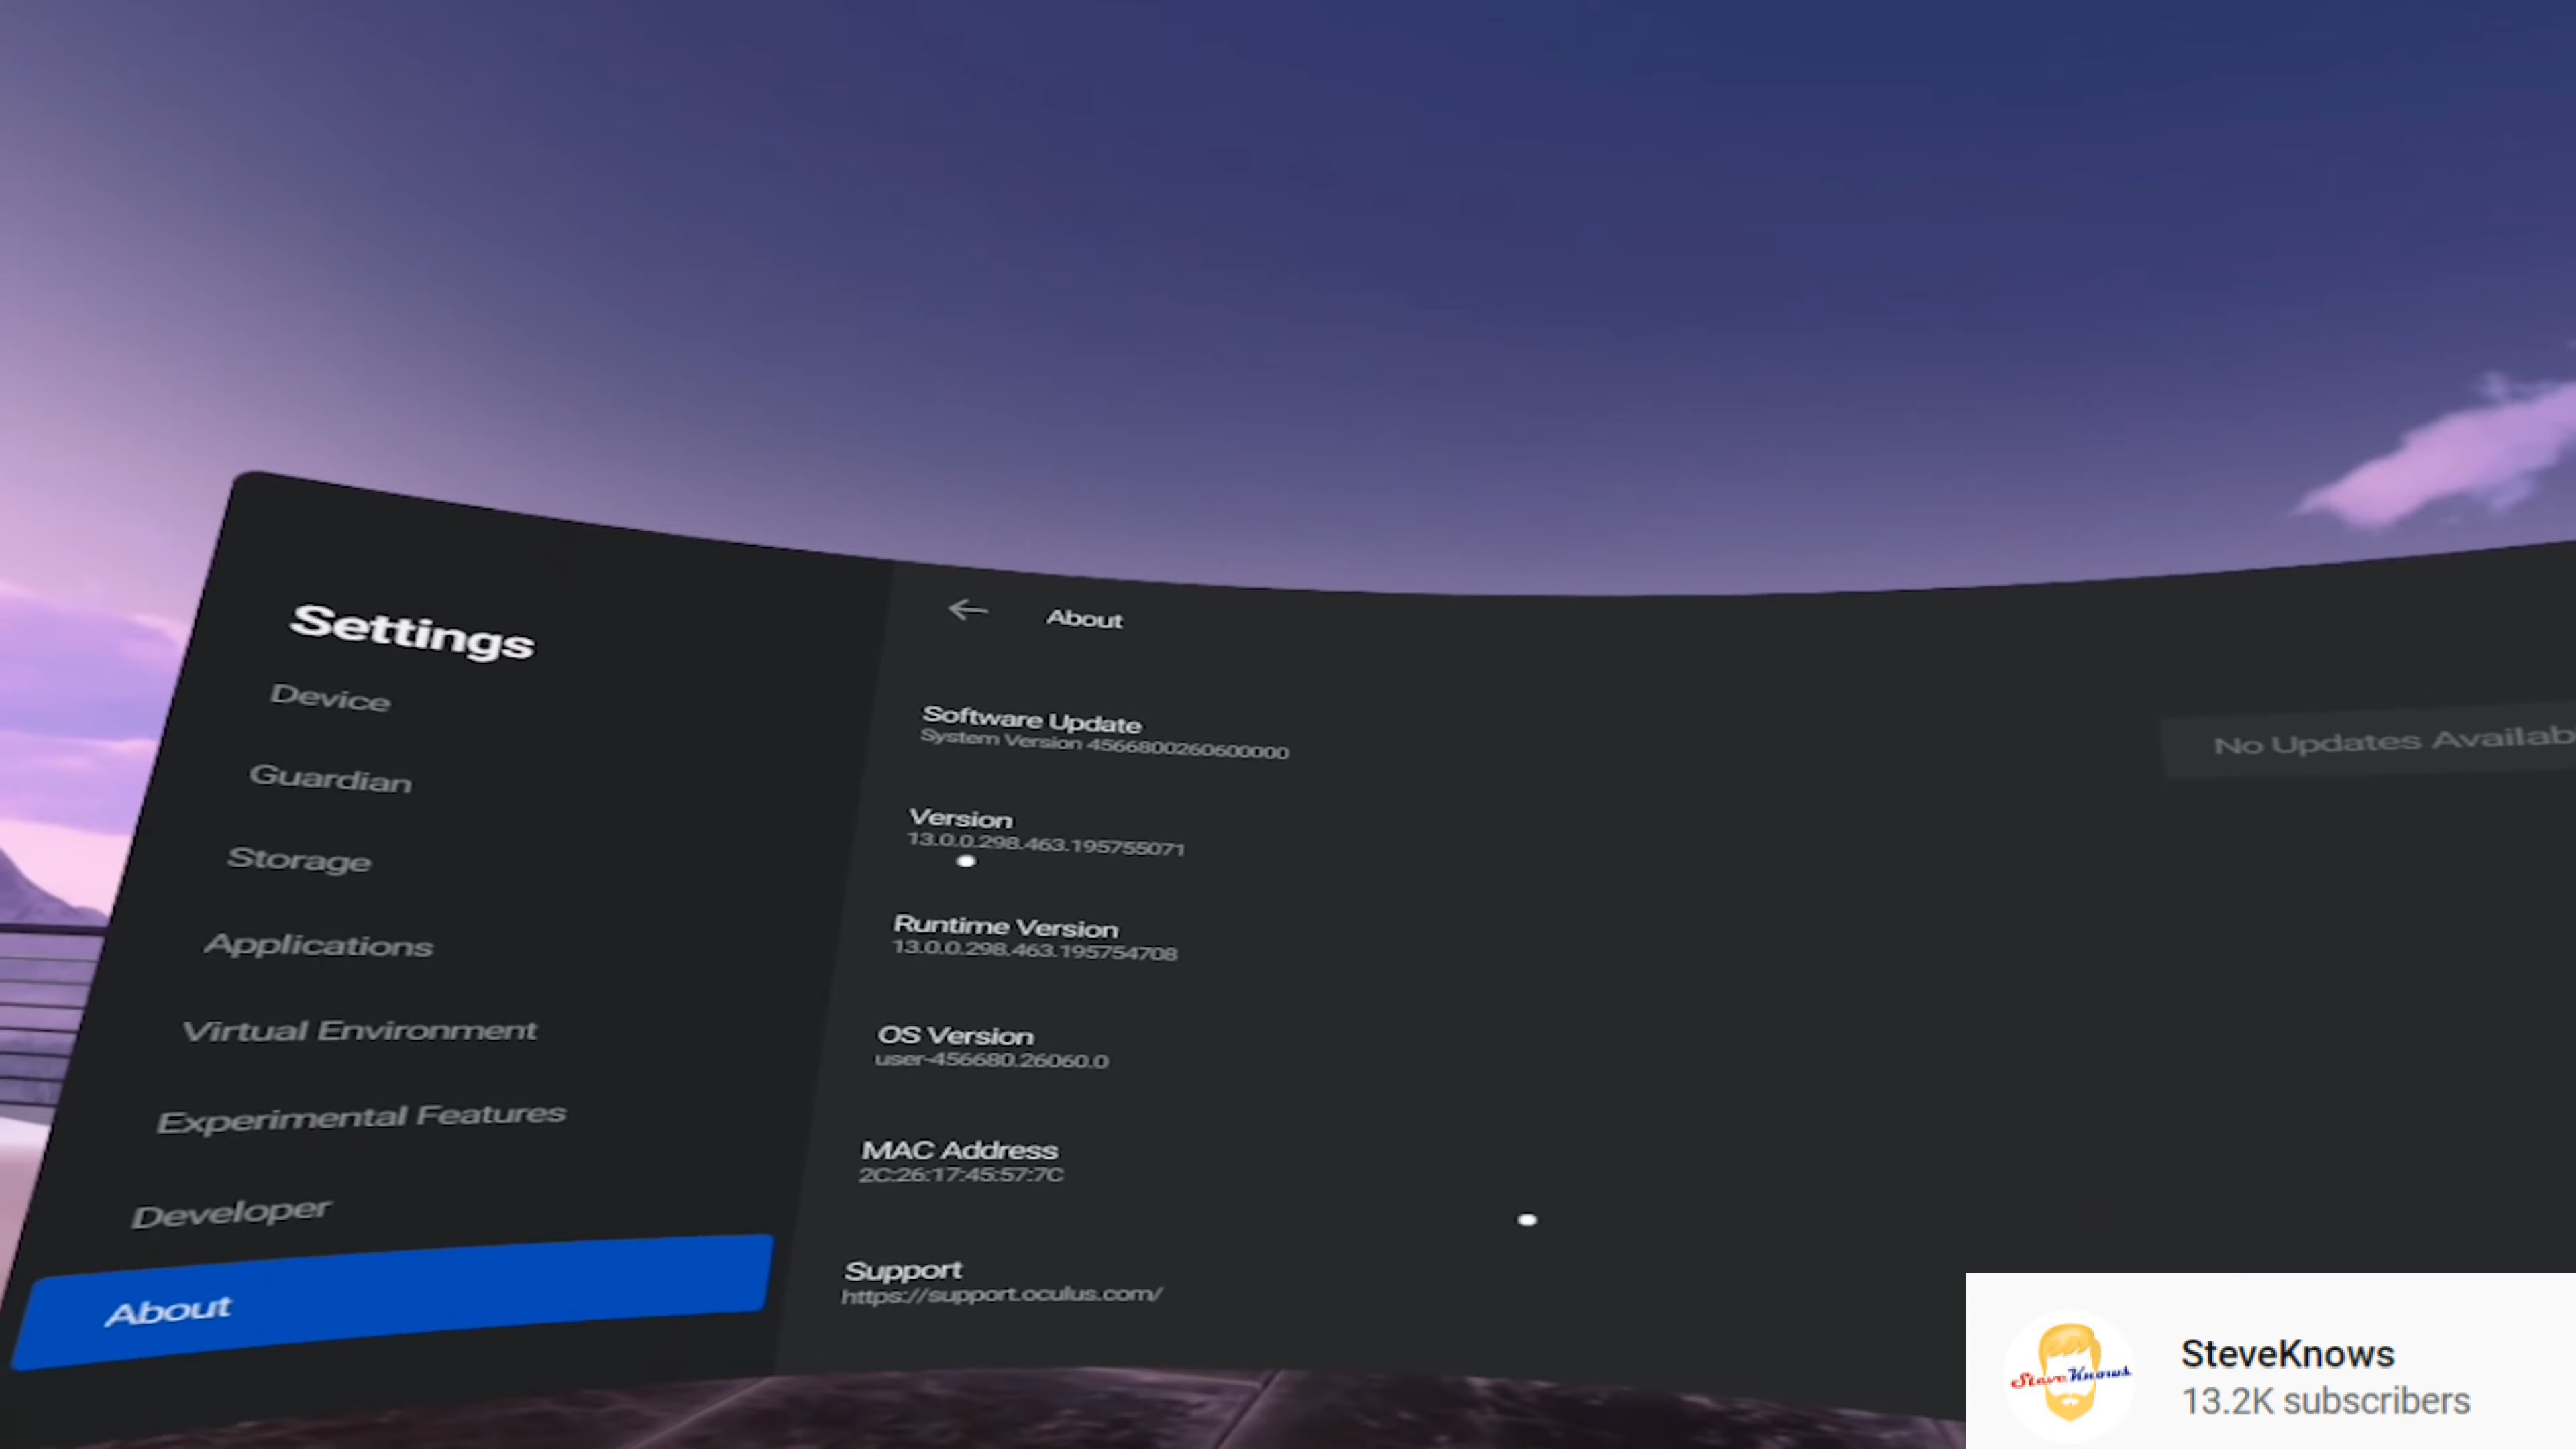 Settings
Device
Guardian
Storage
Applications
Virtual Environment
Experimental Features
Developer
About
About
Software Update
System Version 4566800260600000
No Updates Availab
Version
13.0.0.298.463.195755071
Runtime Version
13.0.0.298.463.195754708
OS Version
user-456680.26060.0
MAC Address
2C:26:17:45:57:7C
Support
https://support.oculus.com/
SteveKnows
SteveKnows
13.2K subscribers